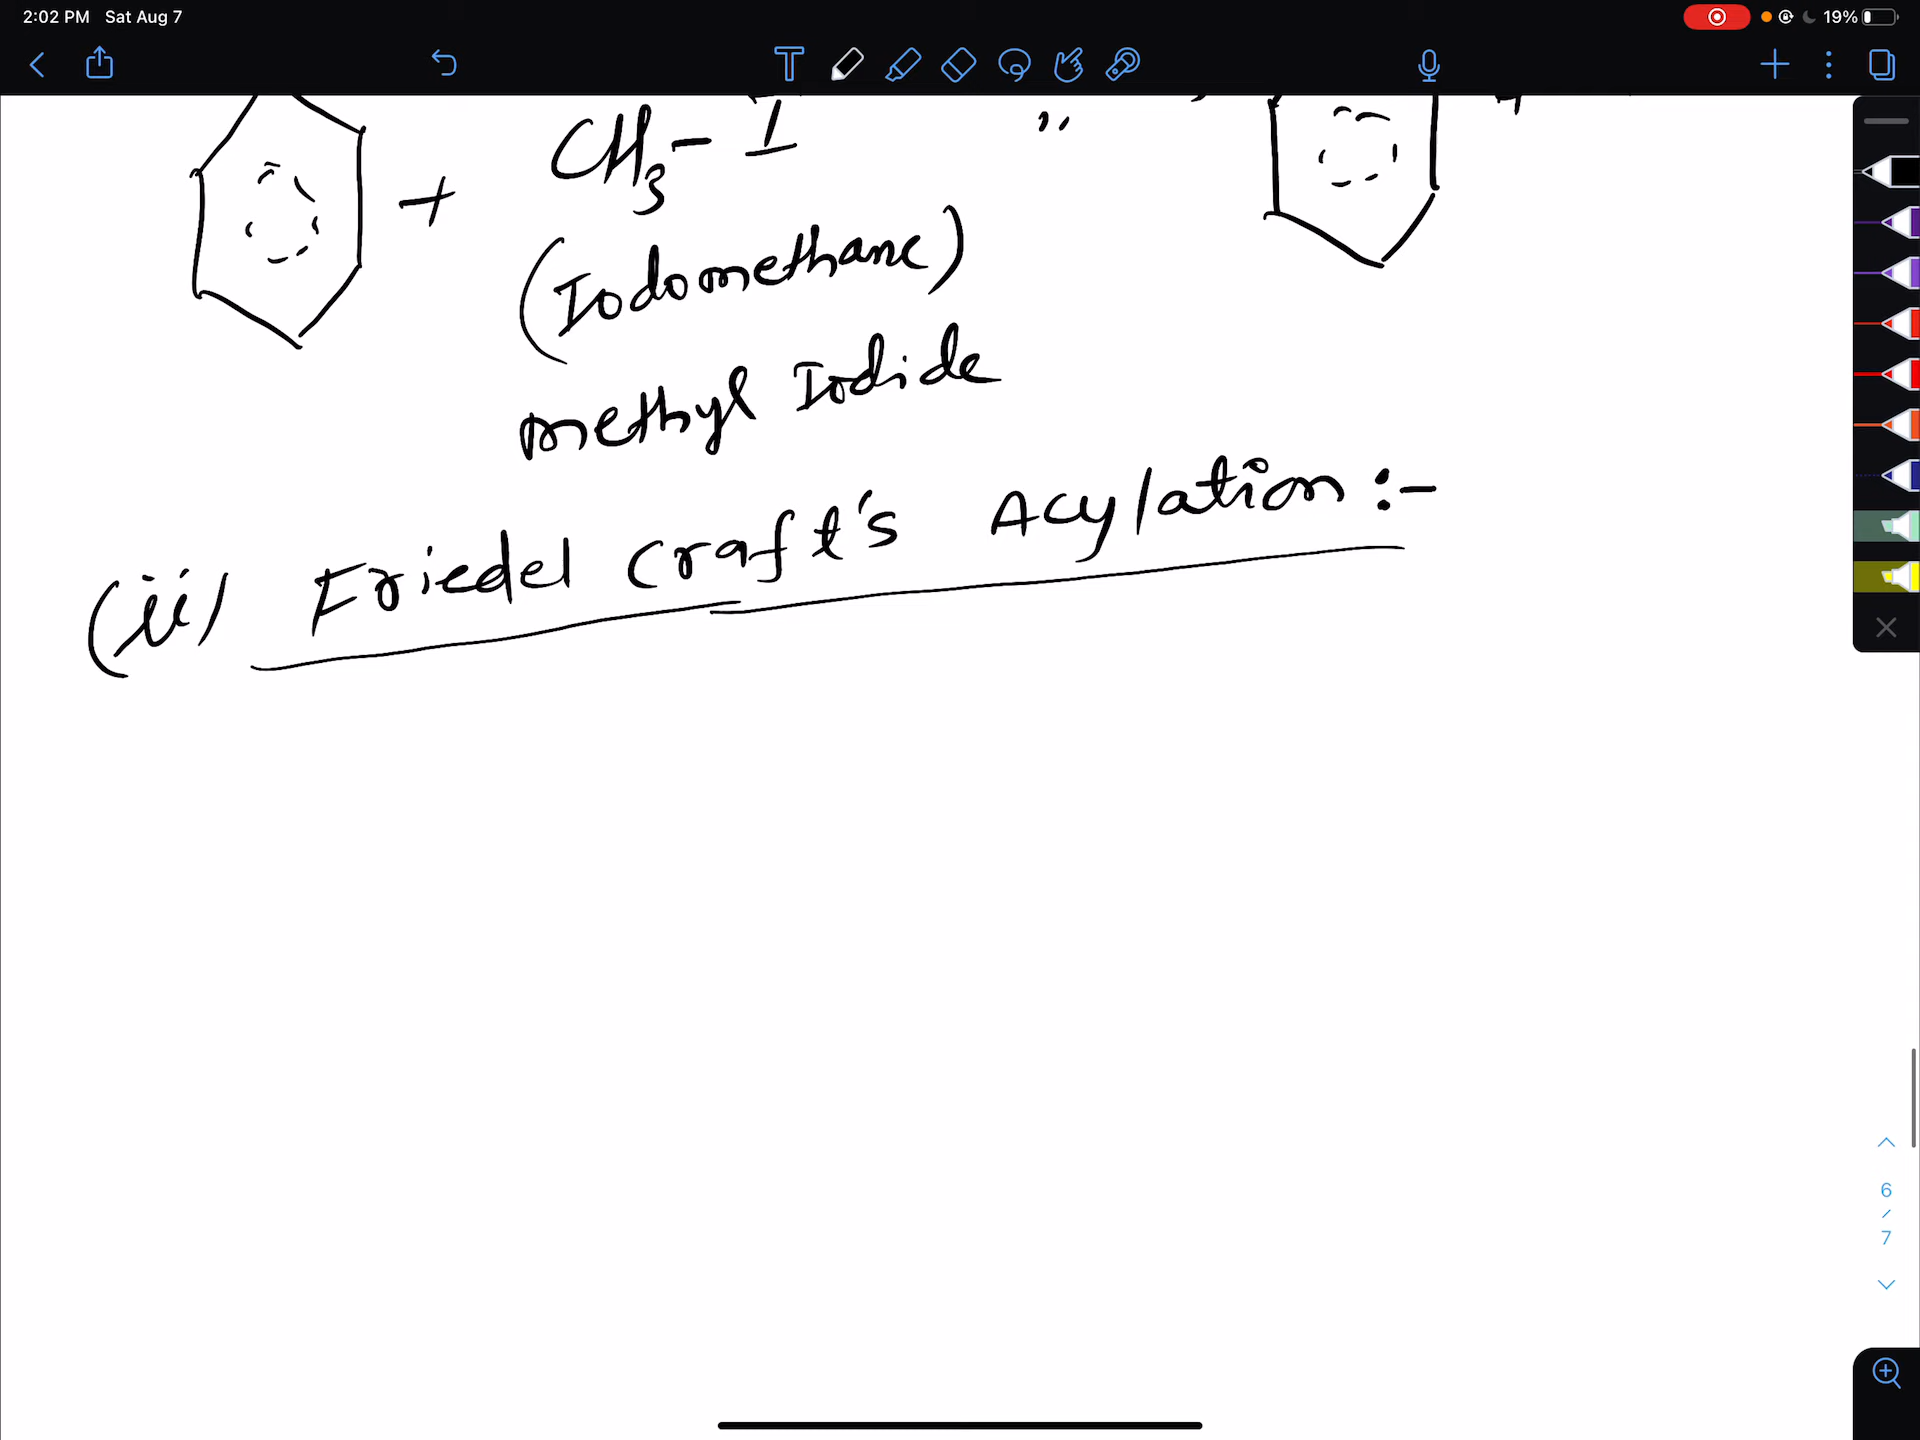 2:02 PM Sat Aug 7
19%
+ CH3 - I
"
(Iodomethane)
methyl Iodide
(ii) Friedel Craft's Acylation :-
6
/
7